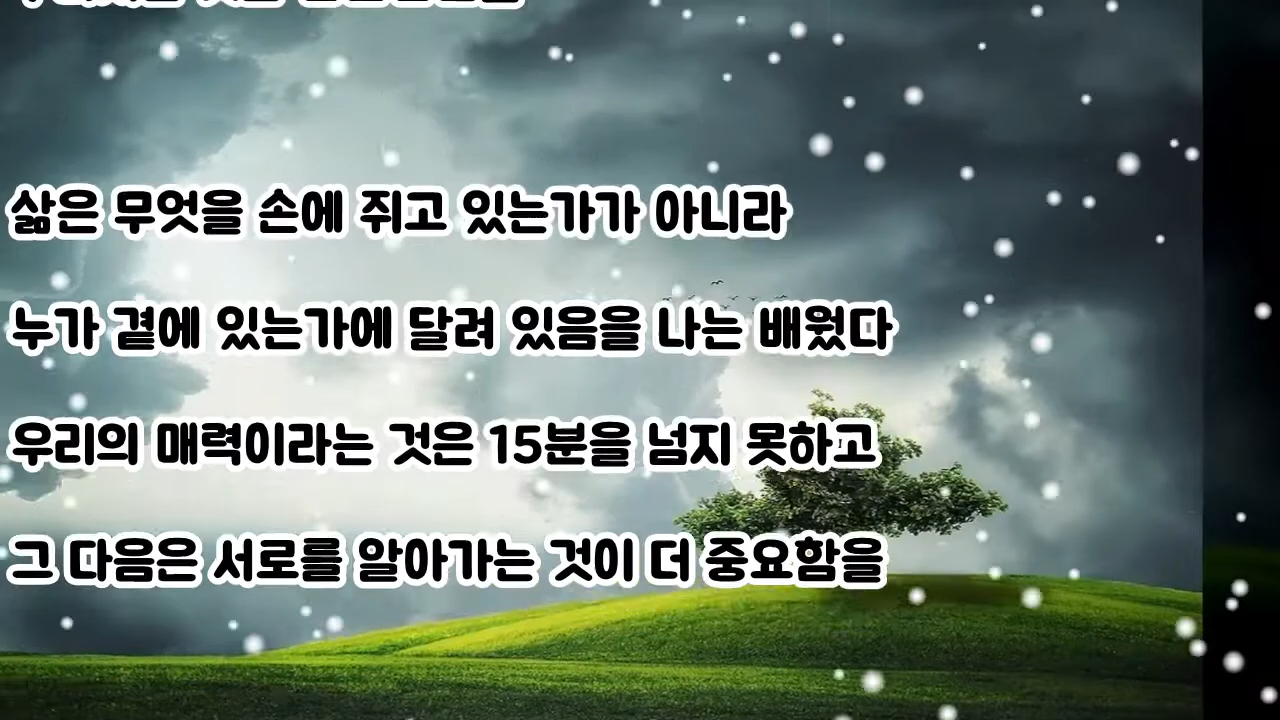 삶은 무엇을 손에 쥐고 있는가가 아니라
누가 곁에 있는가에 달려 있음을 나는 배웠다
우리의 매력이라는 것은 15분을 넘지 못하고
그 다음은 서로를 알아가는 것이 더 중요함을